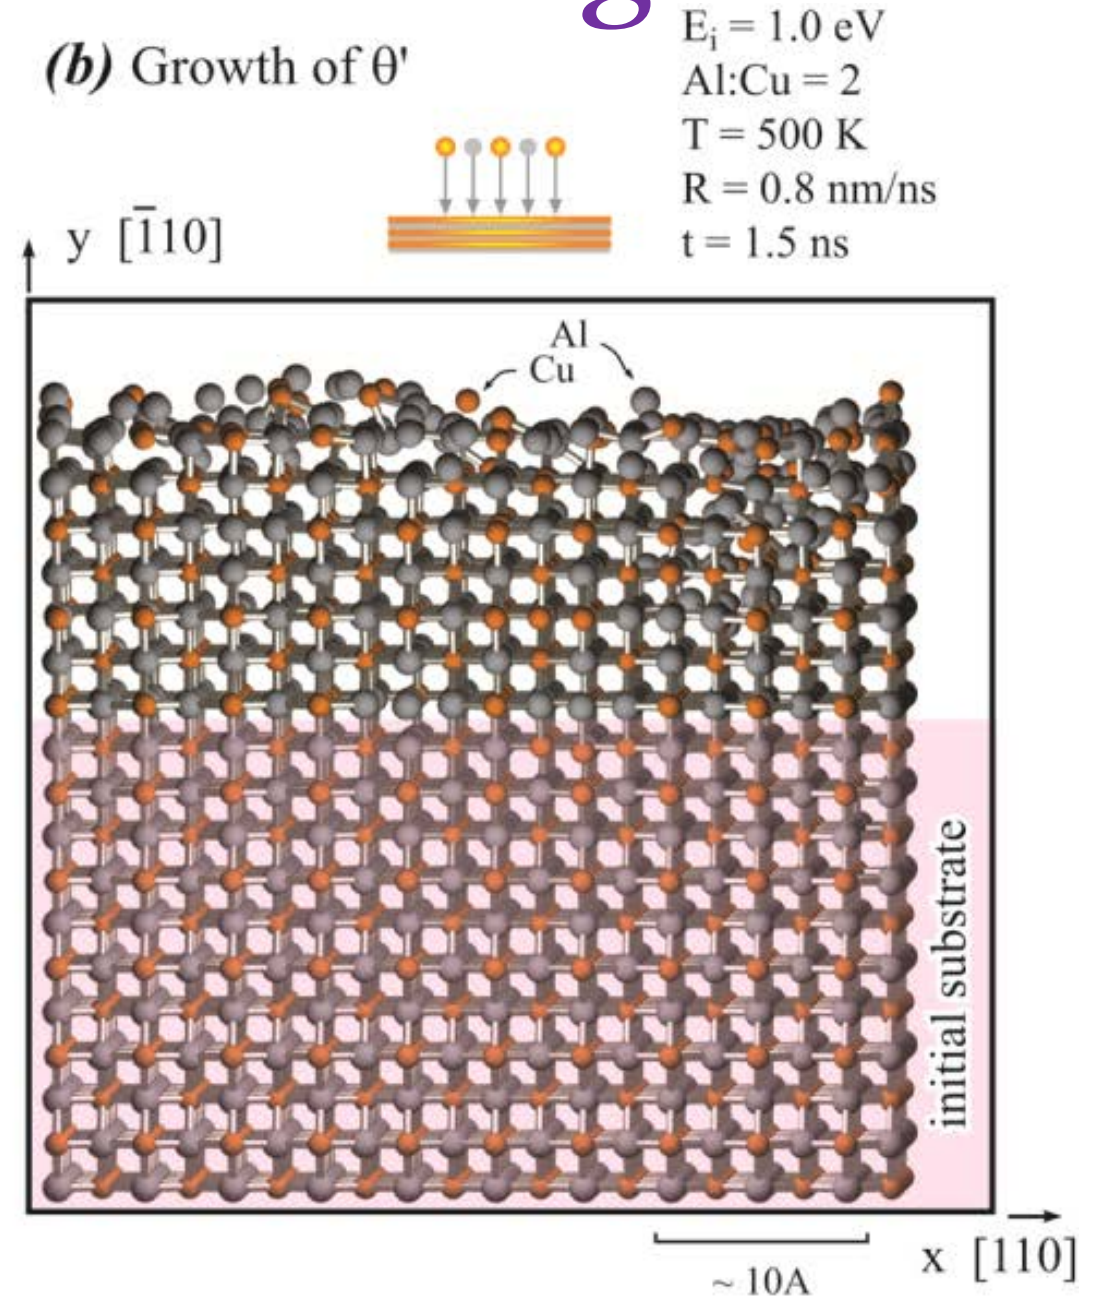 (b) Growth of θ'
E_i = 1.0 eV
Al:Cu = 2
T = 500 K
R = 0.8 nm/ns
t = 1.5 ns
y [1̄10]
Al
Cu
initial substrate
x [110]
~ 10A